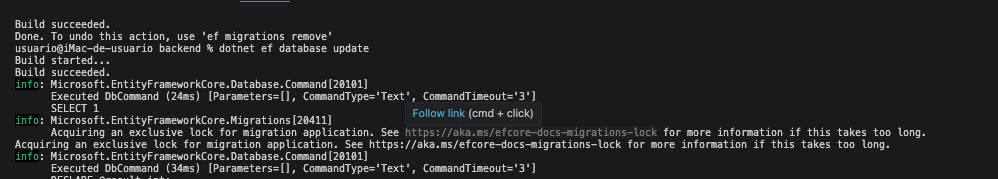 Build succeeded.
Done. To undo this action, use 'ef migrations remove'
usuario@iMac-de-usuario backend % dotnet ef database update
Build started...
Build succeeded.
info: Microsoft.EntityFrameworkCore.Database.Command[20101]
Executed DbCommand (24ms) [Parameters=[], CommandType='Text', CommandTimeout='3']
SELECT 1
Follow link (cmd + click)
info: Microsoft.EntityFrameworkCore.Migrations[20411]
Acquiring an exclusive lock for migration application. See https://aka.ms/efcore-docs-migrations-lock for more information if this takes too long.
Acquiring an exclusive lock for migration application. See https://aka.ms/efcore-docs-migrations-lock for more information if this takes too long.
info: Microsoft.EntityFrameworkCore.Database.Command[20101]
Executed DbCommand (34ms) [Parameters=[], CommandType='Text', CommandTimeout='3']
DECLARE @result int;